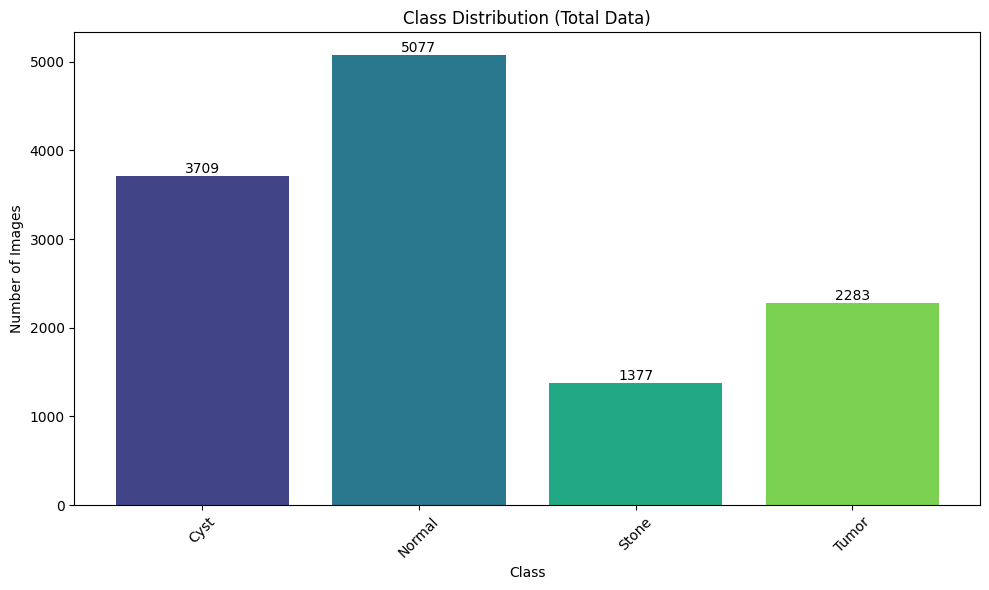 Class Distribution (Total Data)
Number of Images
5000
4000
3000
2000
1000
0
3709
5077
1377
2283
Cyst
Normal
Stone
Tumor
Class